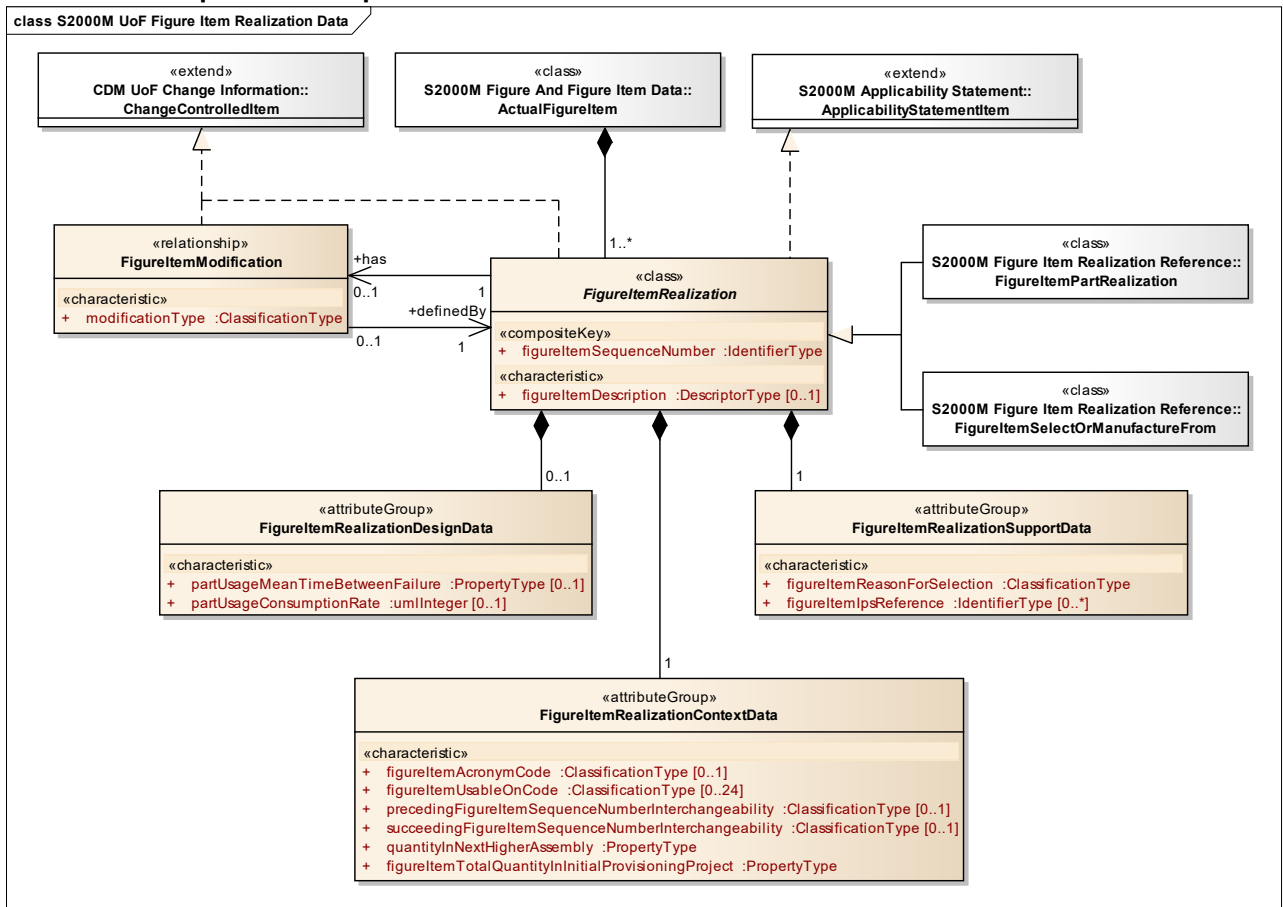 class S2000M UoF Figure Item Realization Data
«extend»
CDM UoF Change Information::
ChangeControlledItem
«class»
S2000M Figure And Figure Item Data::
ActualFigureItem
«extend»
S2000M Applicability Statement::
ApplicabilityStatementItem
1..*
«relationship»
FigureItemModification
«characteristic»
+ modificationType :ClassificationType
+has
0..1
1
+definedBy
0..1
1
«class»
FigureItemRealization
«compositeKey»
+ figureItemSequenceNumber :IdentifierType
«characteristic»
+ figureItemDescription :DescriptorType [0..1]
«class»
S2000M Figure Item Realization Reference::
FigureItemPartRealization
«class»
S2000M Figure Item Realization Reference::
FigureItemSelectOrManufactureFrom
0..1
1
«attributeGroup»
FigureItemRealizationDesignData
«characteristic»
+ partUsageMeanTimeBetweenFailure :PropertyType [0..1]
+ partUsageConsumptionRate :umlInteger [0..1]
«attributeGroup»
FigureItemRealizationSupportData
«characteristic»
+ figureItemReasonForSelection :ClassificationType
+ figureItemIpsReference :IdentifierType [0..*]
1
«attributeGroup»
FigureItemRealizationContextData
«characteristic»
+ figureItemAcronymCode :ClassificationType [0..1]
+ figureItemUsableOnCode :ClassificationType [0..24]
+ precedingFigureItemSequenceNumberInterchangeability :ClassificationType [0..1]
+ succeedingFigureItemSequenceNumberInterchangeability :ClassificationType [0..1]
+ quantityInNextHigherAssembly :PropertyType
+ figureItemTotalQuantityInInitialProvisioningProject :PropertyType